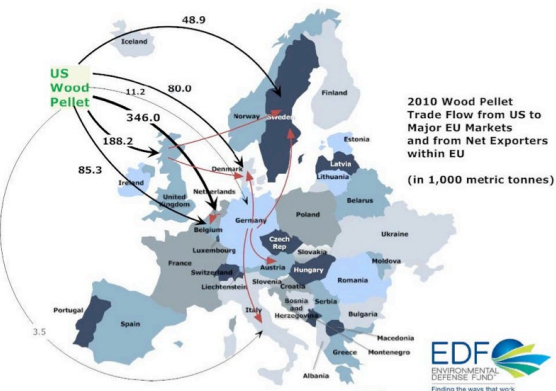 48.9
Iceland
US
Wood
Pellet
11.2
80.0
346.0
188.2
85.3
Finland
Norway
Sweden
2010 Wood Pellet
Trade Flow from US to
Major EU Markets
and from Net Exporters
within EU
(in 1,000 metric tonnes)
Estonia
Latvia
Lithuania
Denmark
Ireland
United
Kingdom
Netherlands
Belarus
Poland
Germany
Belgium
Ukraine
Czech
Rep
Luxembourg
Slovakia
Moldova
France
Austria
Hungary
Switzerland
Romania
Liechtenstein
Slovenia
Croatia
3.5
Portugal
Spain
Italy
Bosnia
and
Herzegovina
Serbia
Bulgaria
Macedonia
Montenegro
Greece
Albania
EDF
ENVIRONMENTAL
DEFENSE FUND
Finding the ways that work